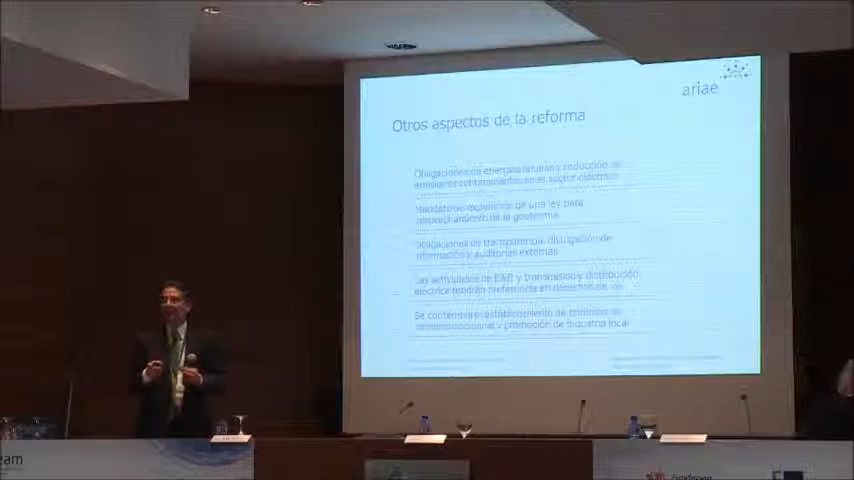 ariae
Otros aspectos de la reforma
Obligaciones de energías limpias y reducción de
emisiones contaminantes en el sector eléctrico.
Mandato de expedición de una ley para
aprovechamiento de la geotermia.
Obligaciones de transparencia, divulgación de
información y auditorías externas
Las actividades de E&P y transmisión y distribución
eléctrica tendrán preferencia en derechos de vía
Se contempla el establecimiento de mínimos de
contenido nacional y promoción de industria local
eam
Fundación